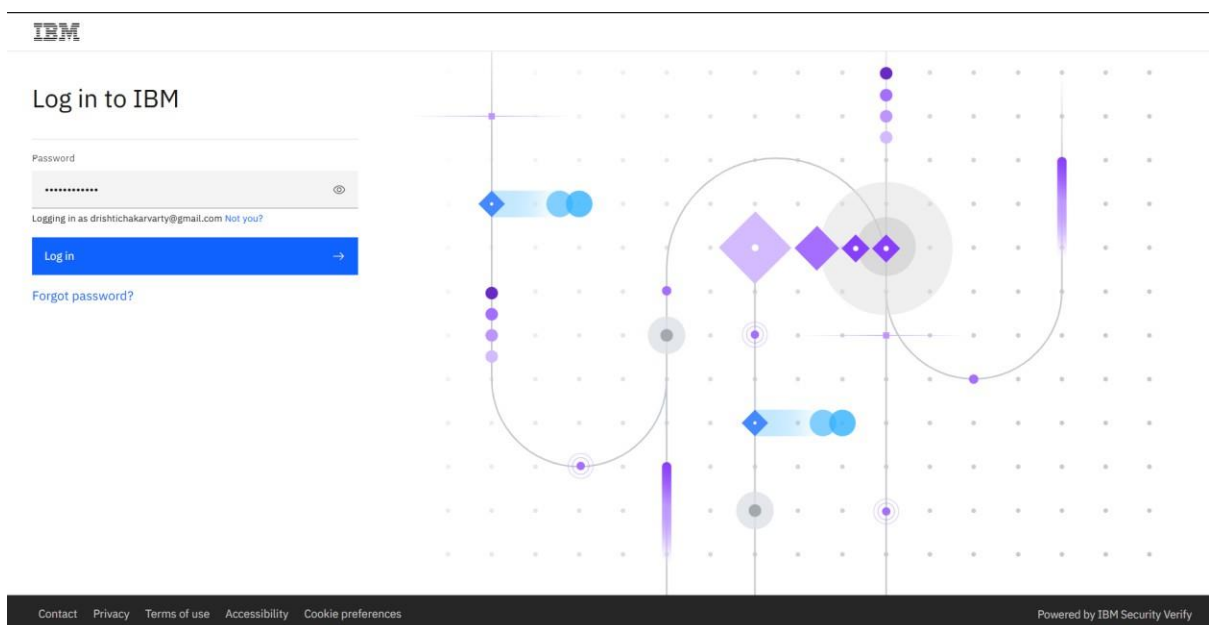 IBM
Log in to IBM
Password
••••••••••••
Logging in as drishtichakarvarty@gmail.com Not you?
Log in →
Forgot password?
Contact Privacy Terms of use Accessibility Cookie preferences
Powered by IBM Security Verify